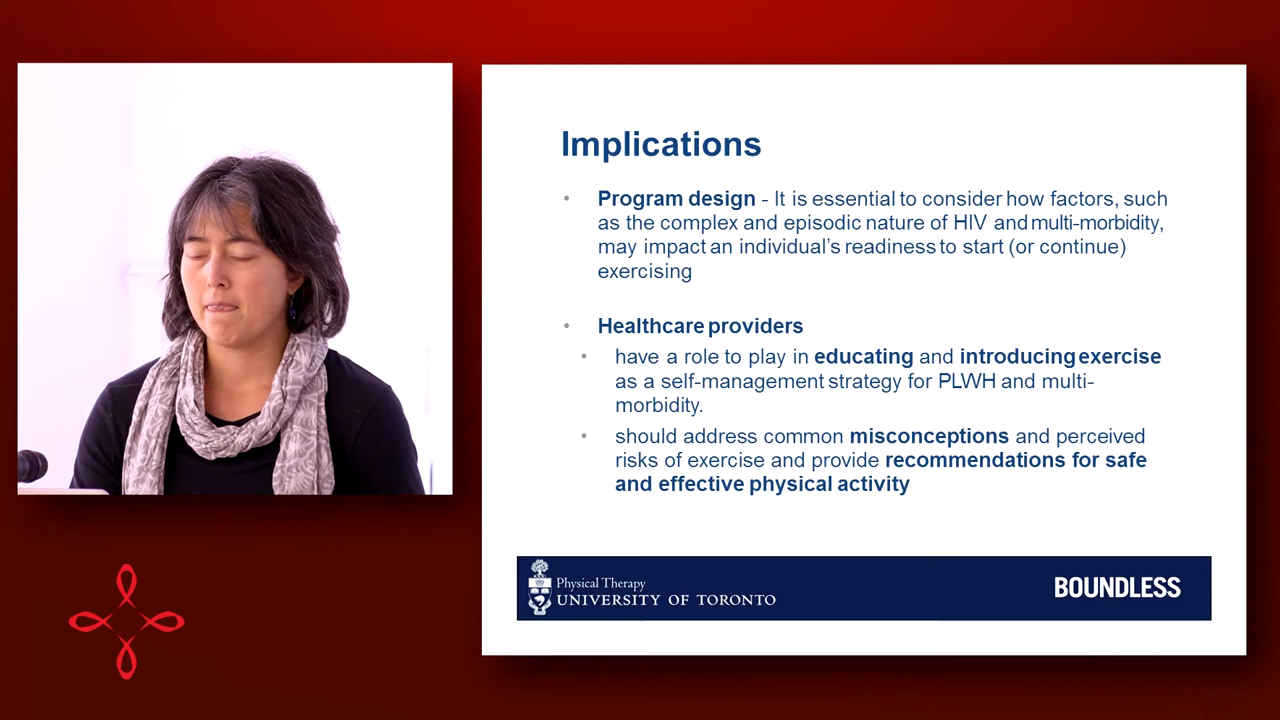 Implications
• Program design - It is essential to consider how factors, such
as the complex and episodic nature of HIV and multi-morbidity,
may impact an individual's readiness to start (or continue)
exercising
• Healthcare providers
• have a role to play in educating and introducing exercise
as a self-management strategy for PLWH and multi-
morbidity.
• should address common misconceptions and perceived
risks of exercise and provide recommendations for safe
and effective physical activity
Physical Therapy
UNIVERSITY OF TORONTO
BOUNDLESS